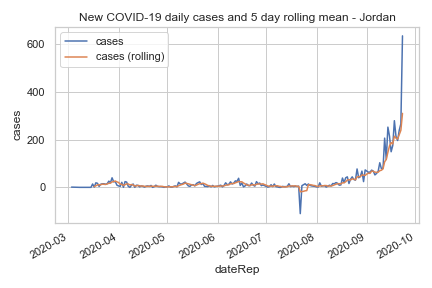 New COVID-19 daily cases and 5 day rolling mean - Jordan
cases
cases (rolling)
600
400
200
0
cases
2020-03
2020-04
2020-05
2020-06
2020-07
2020-08
2020-09
2020-10
dateRep